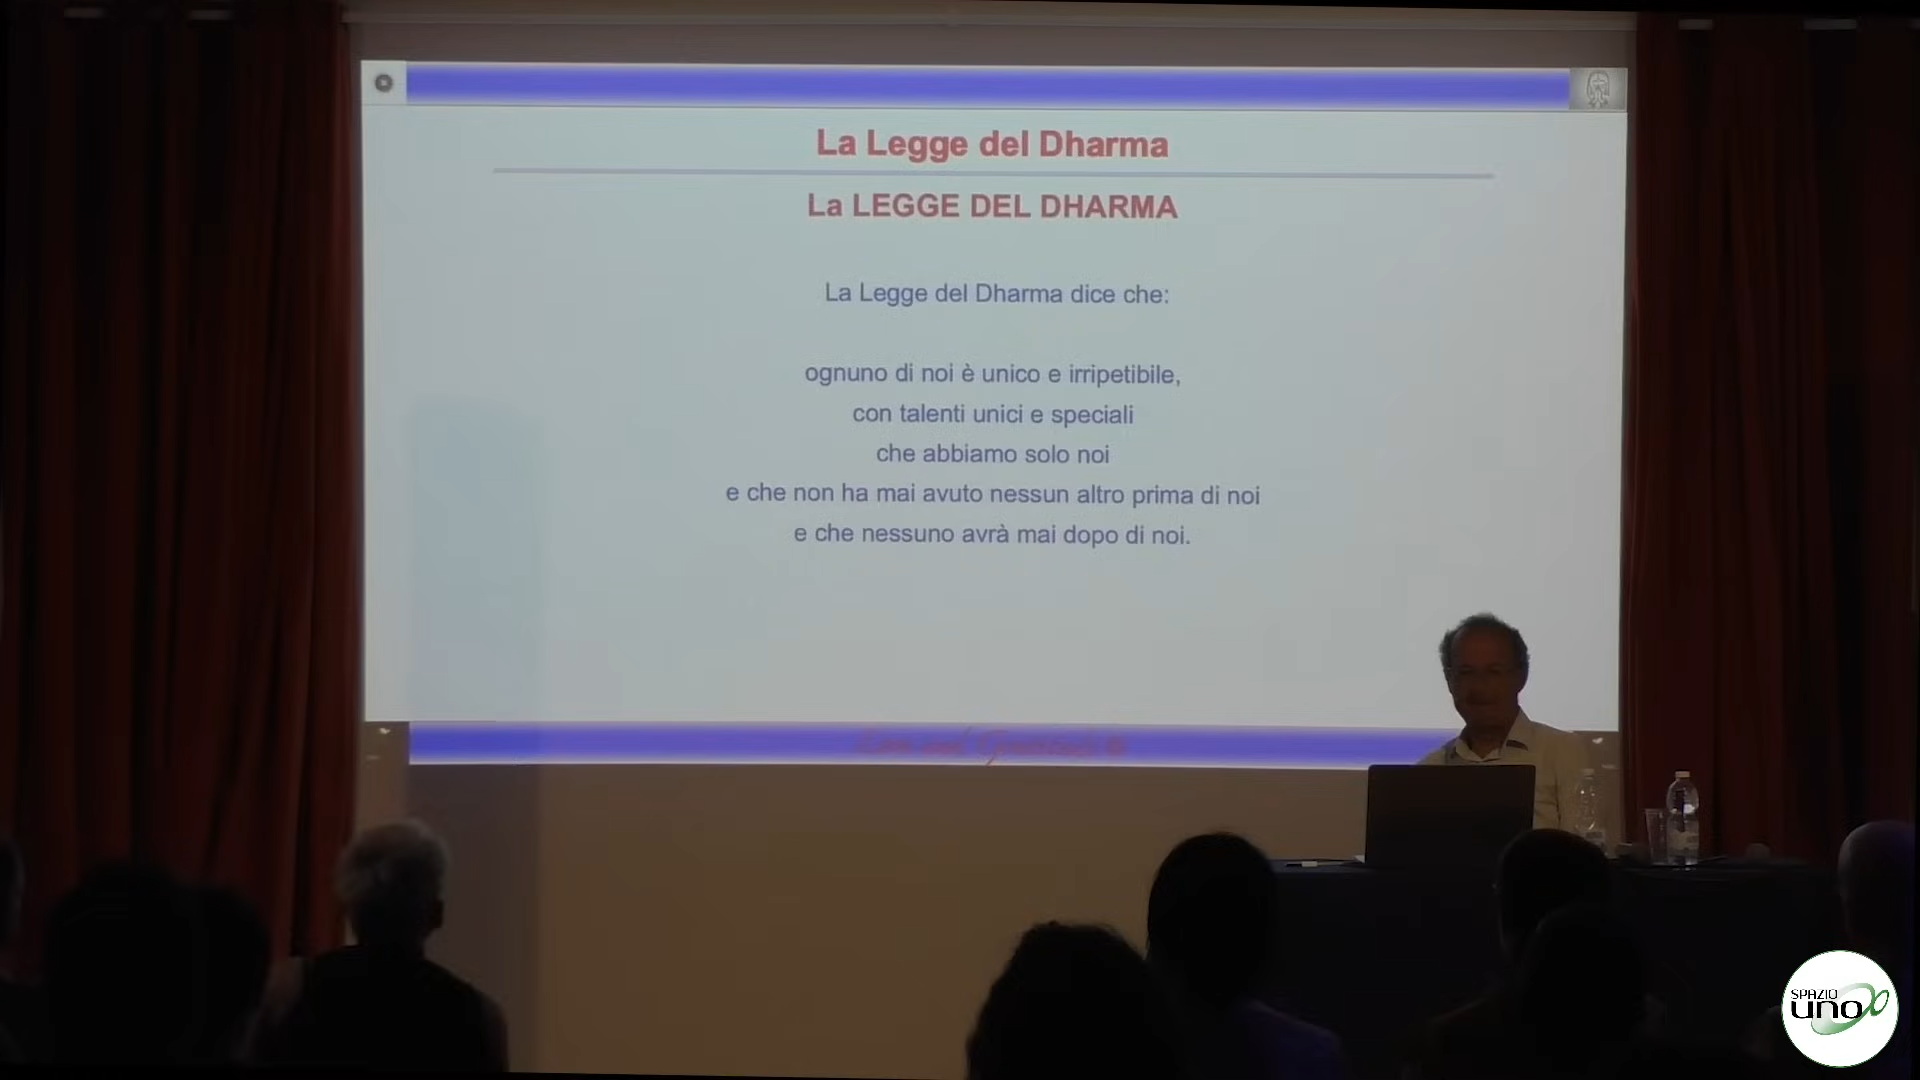 La Legge del Dharma
La LEGGE DEL DHARMA
La Legge del Dharma dice che:
ognuno di noi è unico e irripetibile,
con talenti unici e speciali
che abbiamo solo noi
e che non ha mai avuto nessun altro prima di noi
e che nessuno avrà mai dopo di noi.
SPAZIO
uno